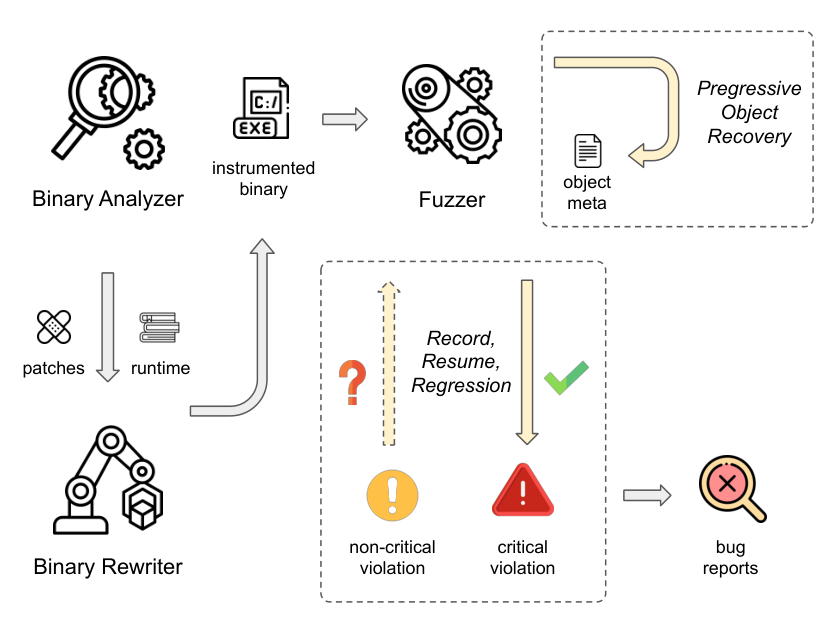 Binary Analyzer
C:/
EXE
instrumented
binary
Fuzzer
Pregressive
Object
Recovery
object
meta
patches
runtime
Binary Rewriter
?
Record,
Resume,
Regression
!
non-critical
violation
!
critical
violation
bug
reports